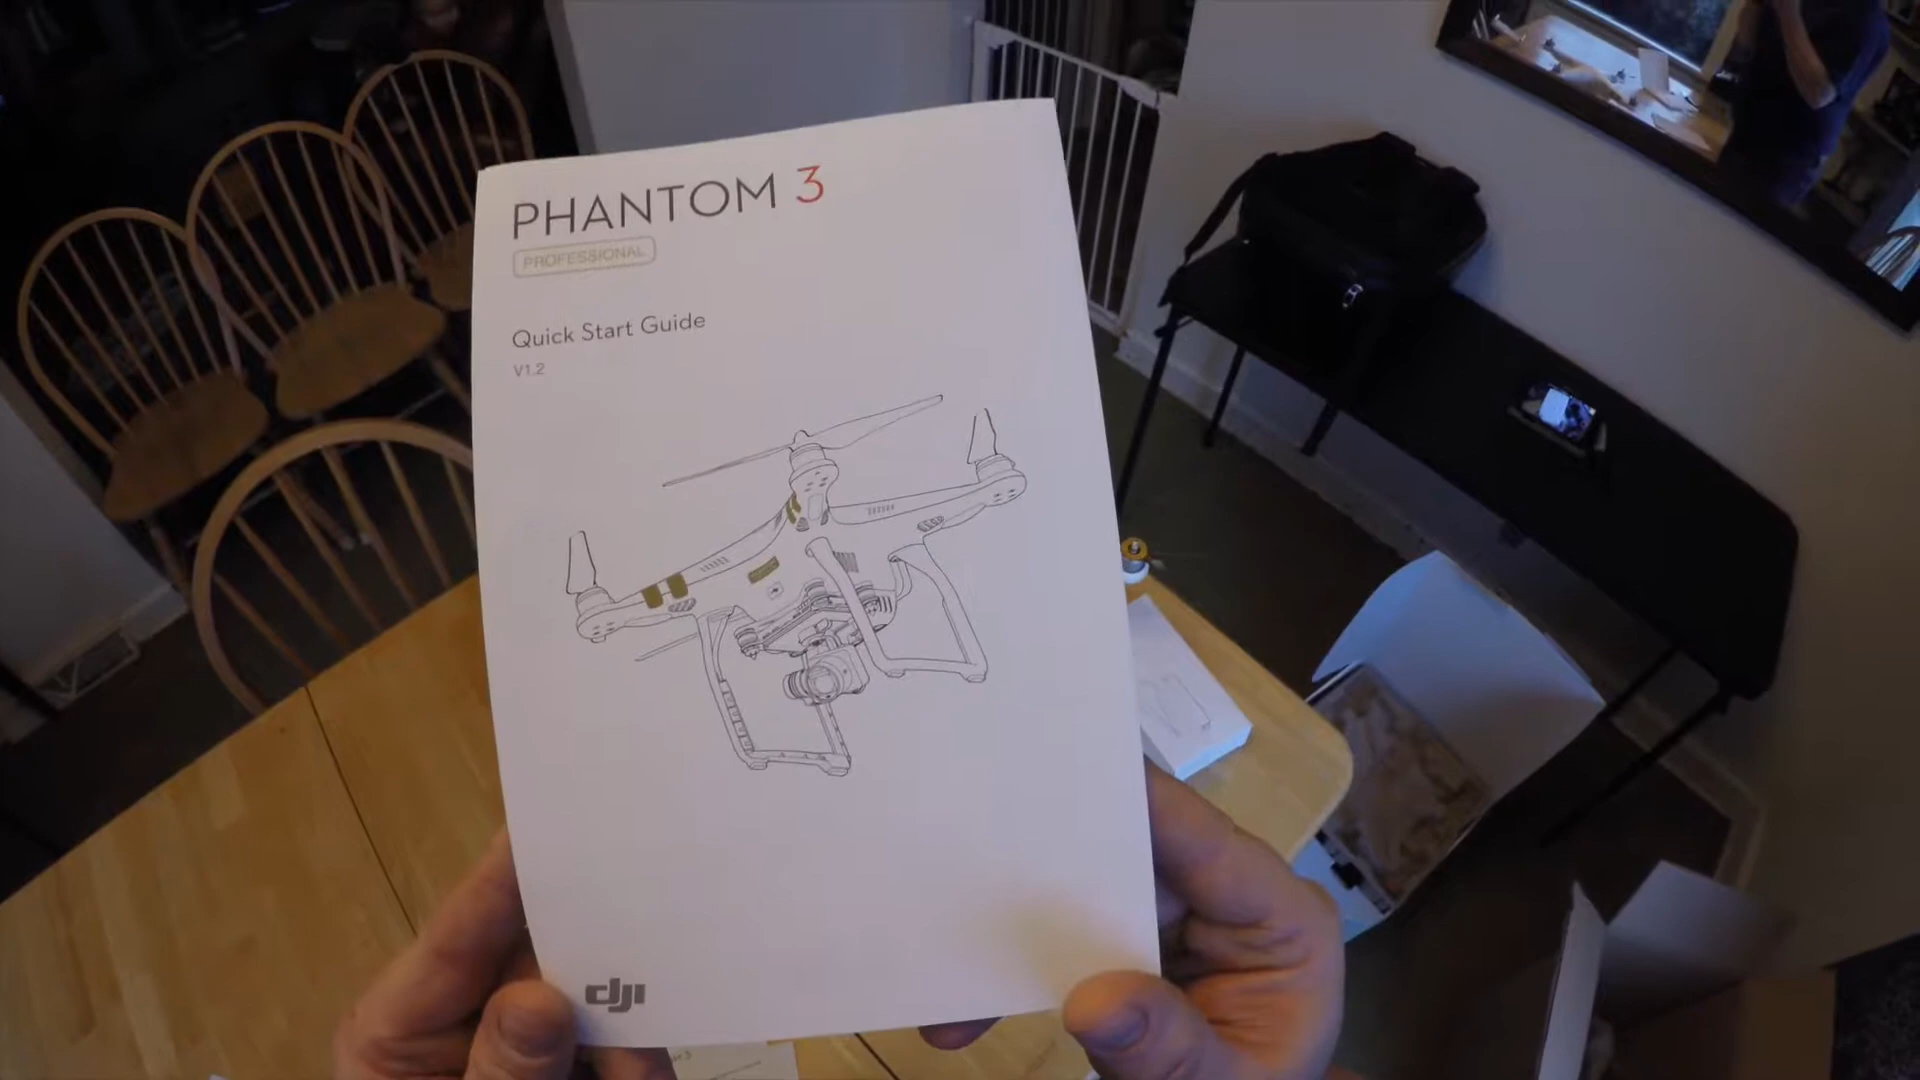 PHANTOM 3
PROFESSIONAL
Quick Start Guide
V1.2
dji